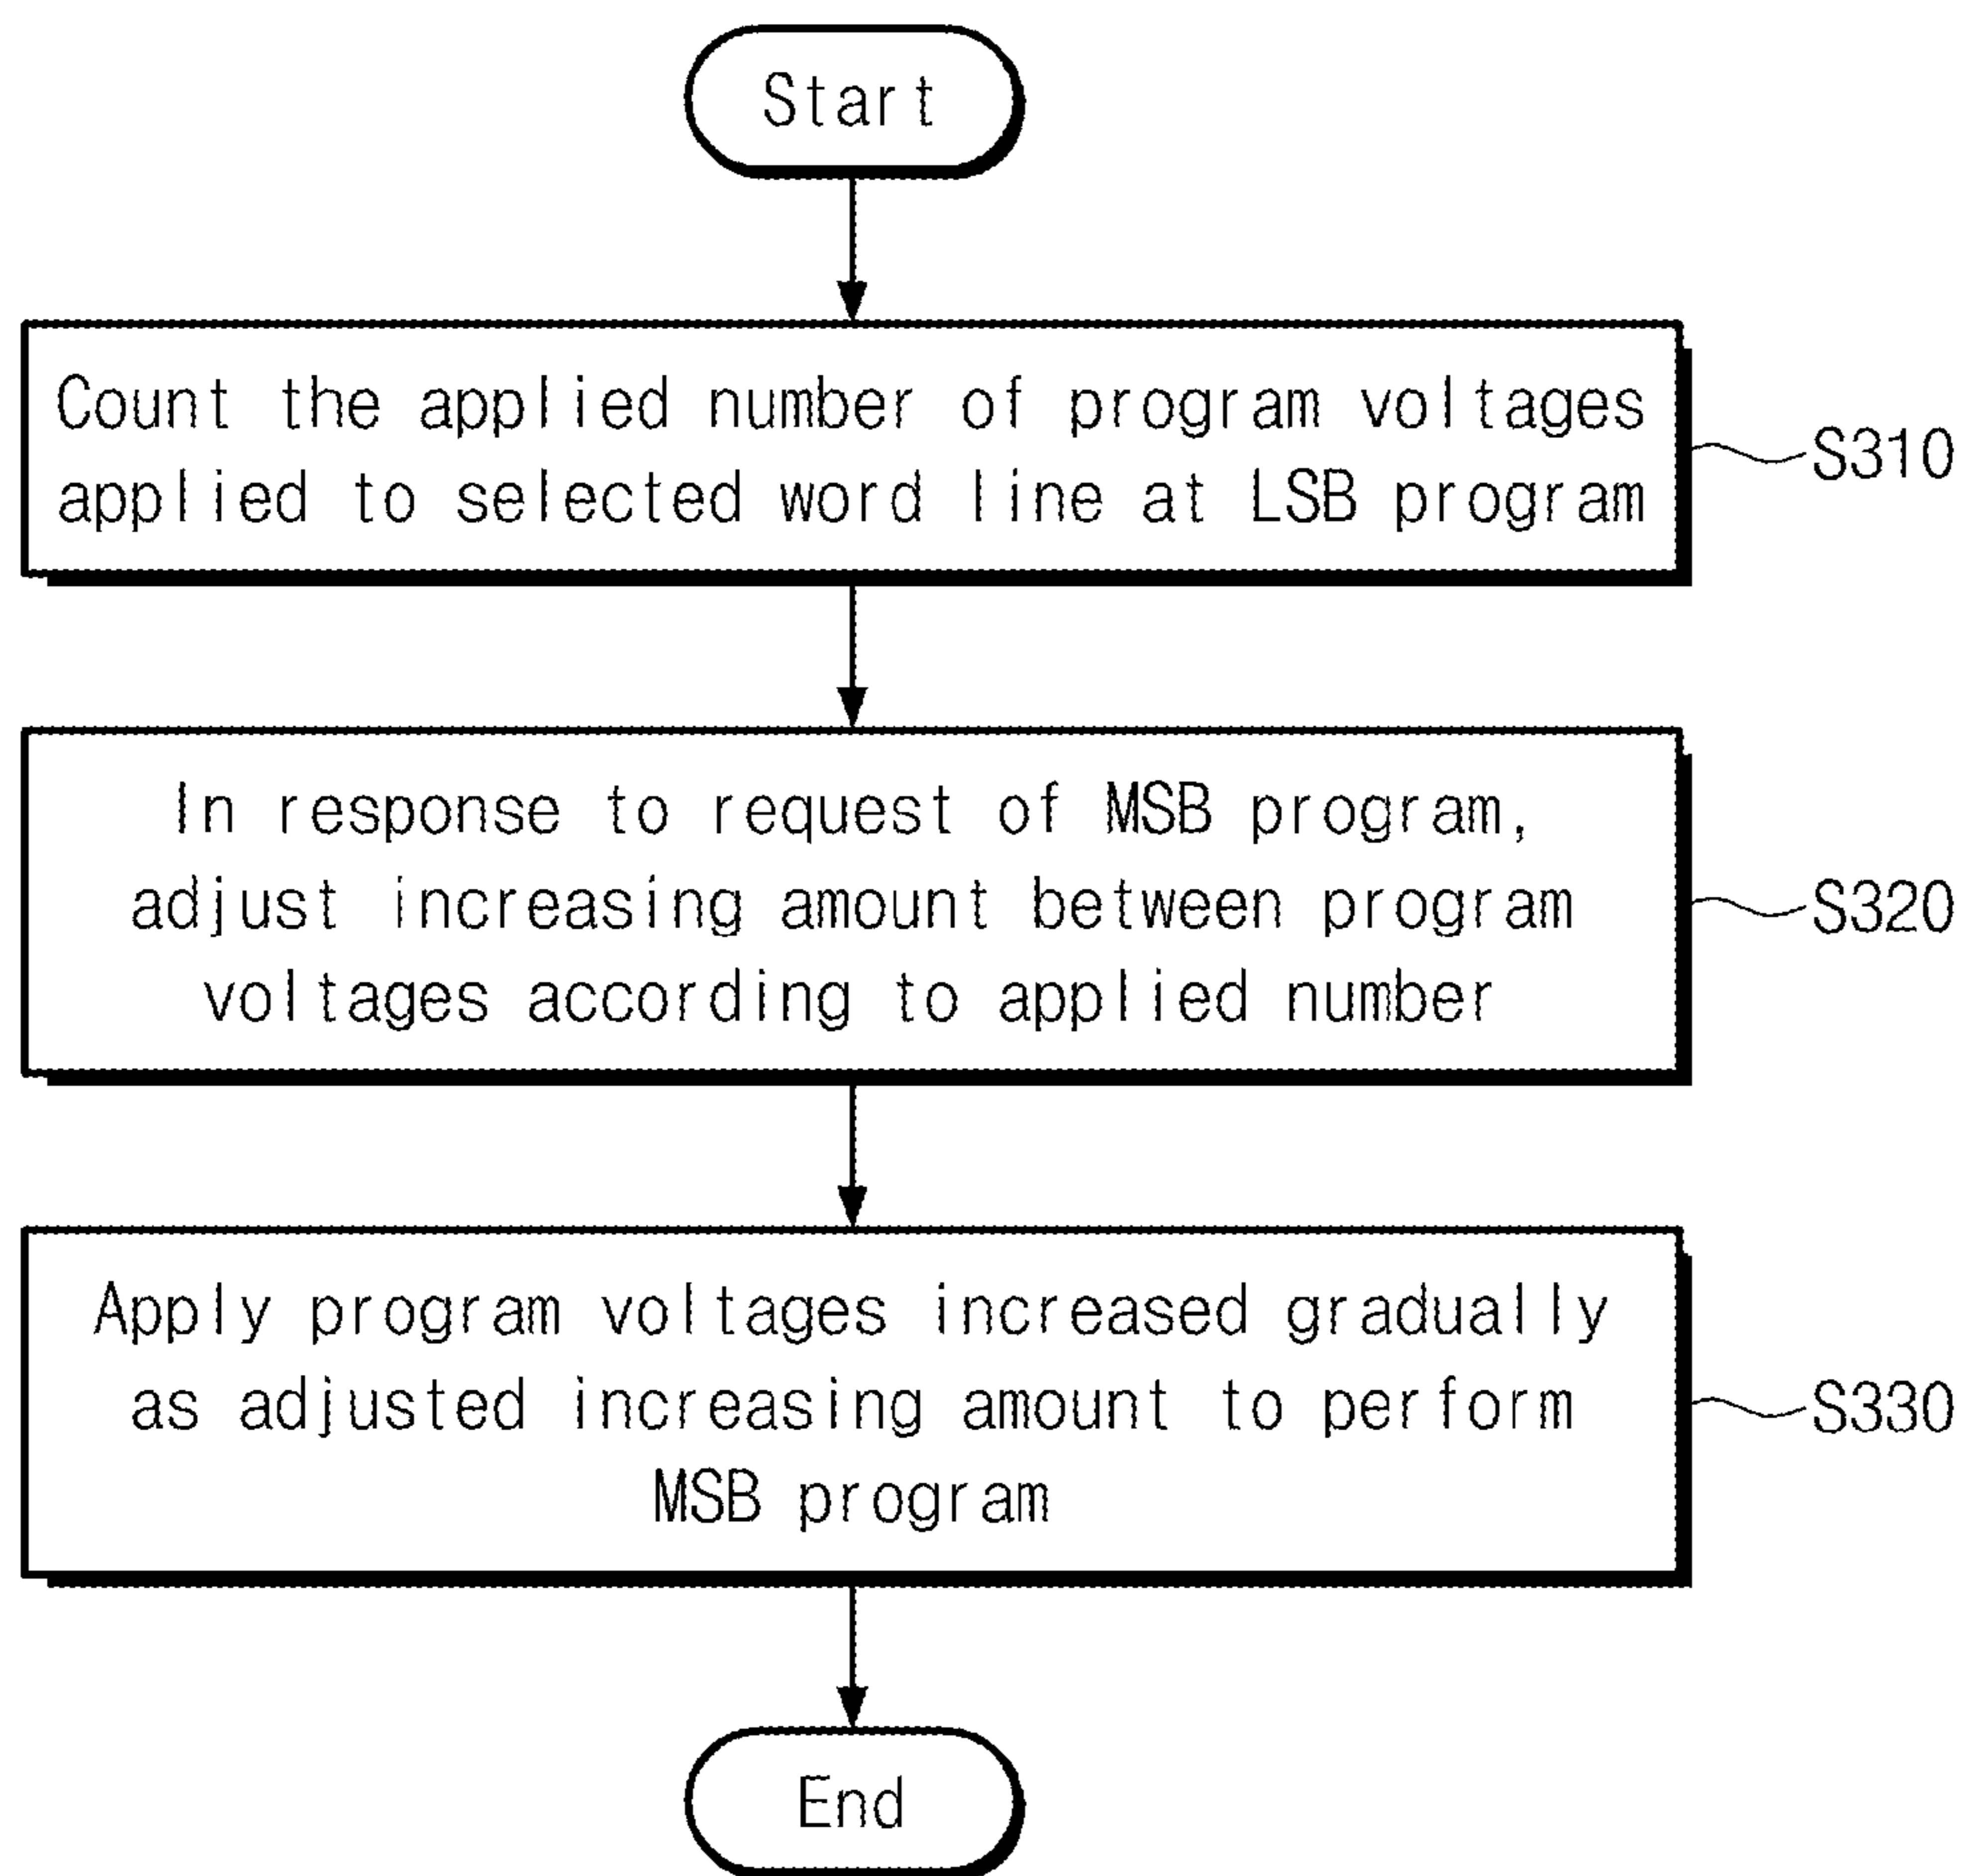 Start
Count the applied number of program voltages
applied to selected word line at LSB program
S310
In response to request of MSB program,
adjust increasing amount between program
voltages according to applied number
S320
Apply program voltages increased gradually
as adjusted increasing amount to perform
MSB program
S330
End